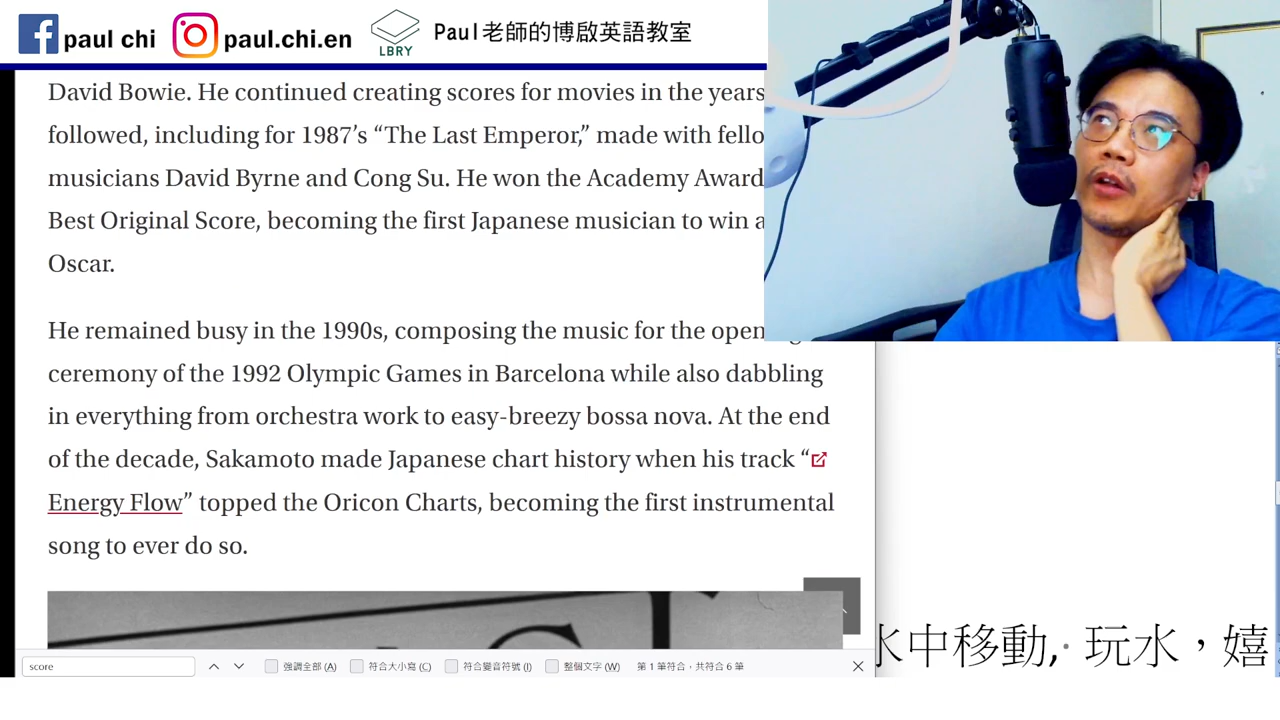 paul chi
paul.chi.en
LBRY
Paul老師的博啟英語教室
David Bowie. He continued creating scores for movies in the years
followed, including for 1987’s “The Last Emperor,” made with
musicians David Byrne and Cong Su. He won the Academy Award
Best Original Score, becoming the first Japanese musician to win
Oscar.
He remained busy in the 1990s, composing the music for the
ceremony of the 1992 Olympic Games in Barcelona while also dabbling
in everything from orchestra work to easy-breezy bossa nova. At the end
of the decade, Sakamoto made Japanese chart history when his track “
Energy Flow” topped the Oricon Charts, becoming the first instrumental
song to ever do so.
水中移動, 玩水，嬉
score
強調全部 (A)
符合大小寫 (C)
符合變音符號 (I)
整個文字 (W)
第 1 筆符合，共符合 6 筆